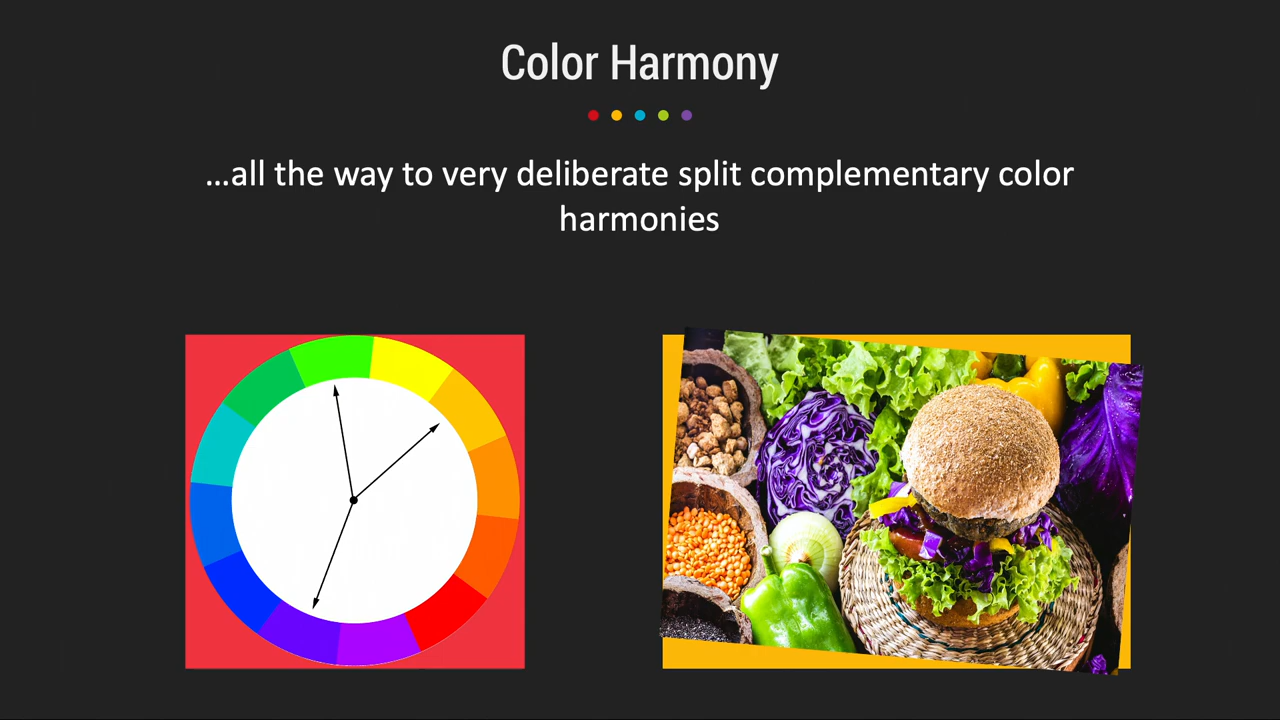 Color Harmony
...all the way to very deliberate split complementary color
harmonies